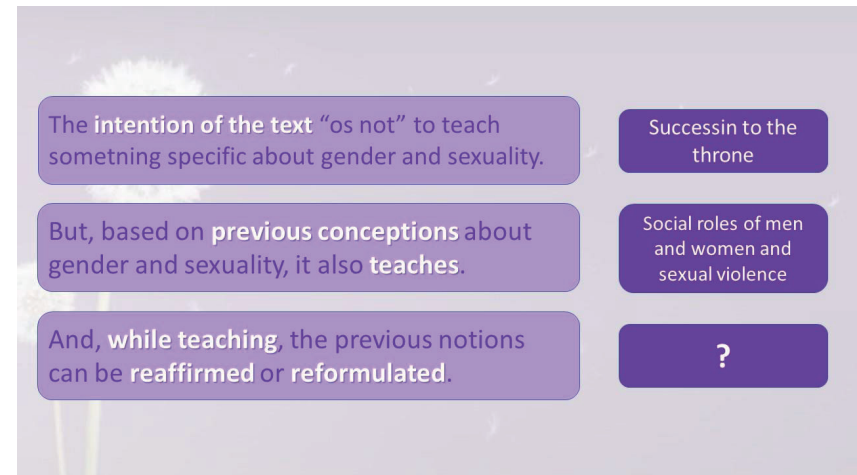 The intention of the text “os not” to teach
sometning specific about gender and sexuality.
Successin to the
throne
But, based on previous conceptions about
gender and sexuality, it also teaches.
Social roles of men
and women and
sexual violence
And, while teaching, the previous notions
can be reaffirmed or reformulated.
?